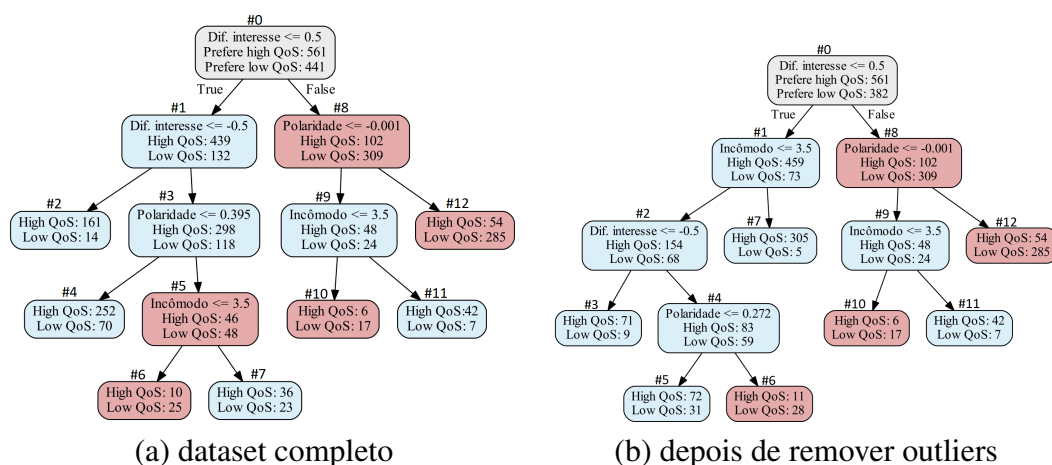 #0
Dif. interesse <= 0.5
Prefere high QoS: 561
Prefere low QoS: 441
True
False
#1
Dif. interesse <= -0.5
High QoS: 439
Low QoS: 132
#8
Polaridade <= -0.001
High QoS: 102
Low QoS: 309
#2
High QoS: 161
Low QoS: 14
#3
Polaridade <= 0.395
High QoS: 298
Low QoS: 118
#9
Incômodo <= 3.5
High QoS: 48
Low QoS: 24
#12
High QoS: 54
Low QoS: 285
#4
High QoS: 252
Low QoS: 70
#5
Incômodo <= 3.5
High QoS: 46
Low QoS: 48
#10
High QoS: 6
Low QoS: 17
#11
High QoS:42
Low QoS: 7
#6
High QoS: 10
Low QoS: 25
#7
High QoS: 36
Low QoS: 23
(a) dataset completo
#0
Dif. interesse <= 0.5
Prefere high QoS: 561
Prefere low QoS: 382
True
False
#1
Incômodo <= 3.5
High QoS: 459
Low QoS: 73
#8
Polaridade <= -0.001
High QoS: 102
Low QoS: 309
#2
Dif. interesse <= -0.5
High QoS: 154
Low QoS: 68
#7
High QoS: 305
Low QoS: 5
#9
Incômodo <= 3.5
High QoS: 48
Low QoS: 24
#12
High QoS: 54
Low QoS: 285
#3
High QoS: 71
Low QoS: 9
#4
Polaridade <= 0.272
High QoS: 83
Low QoS: 59
#10
High QoS: 6
Low QoS: 17
#11
High QoS: 42
Low QoS: 7
#5
High QoS: 72
Low QoS: 31
#6
High QoS: 11
Low QoS: 28
(b) depois de remover outliers